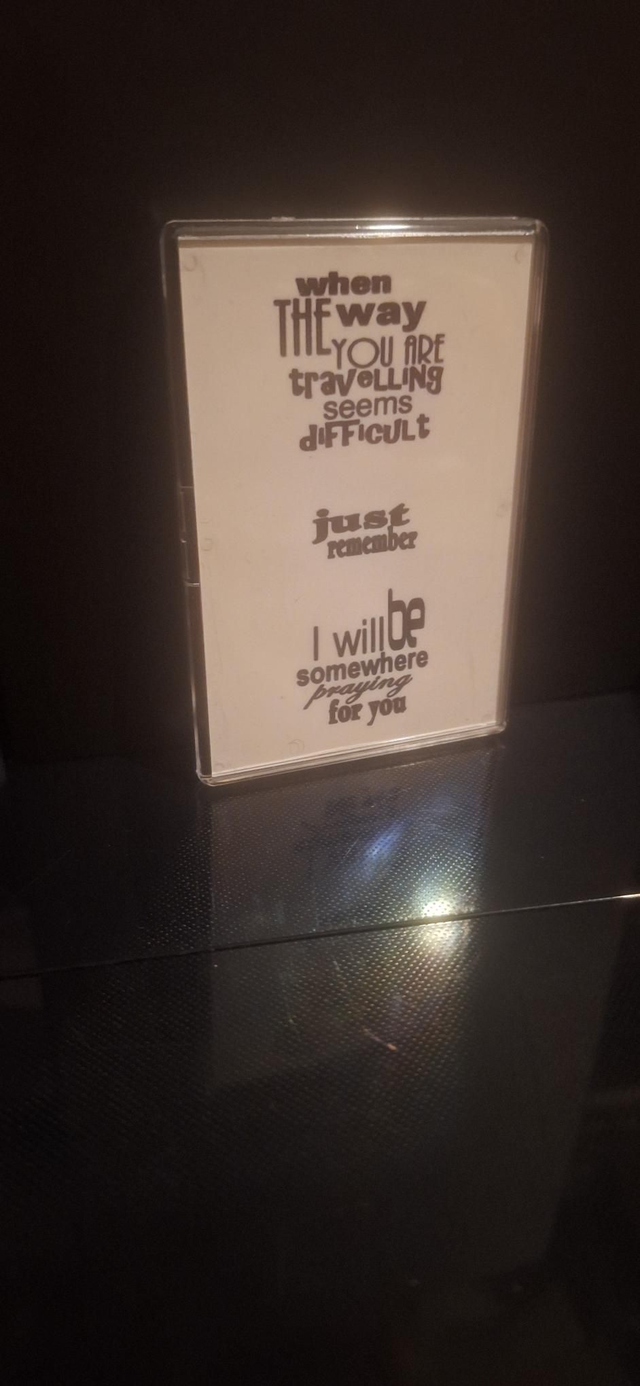 when
THE way
YOU ARE
travELLING
seems
dIFFICULt
just
remember
I will be
somewhere
praying
for you